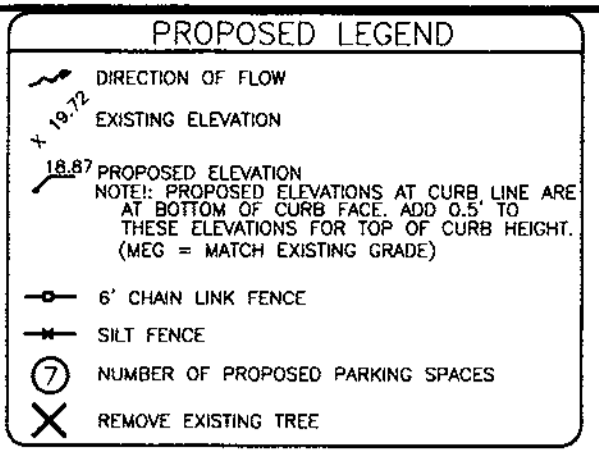 PROPOSED LEGEND
DIRECTION OF FLOW
X 19.72 EXISTING ELEVATION
18.87 PROPOSED ELEVATION
NOTE!: PROPOSED ELEVATIONS AT CURB LINE ARE
AT BOTTOM OF CURB FACE. ADD 0.5' TO
THESE ELEVATIONS FOR TOP OF CURB HEIGHT.
(MEG = MATCH EXISTING GRADE)
6' CHAIN LINK FENCE
SILT FENCE
7 NUMBER OF PROPOSED PARKING SPACES
REMOVE EXISTING TREE